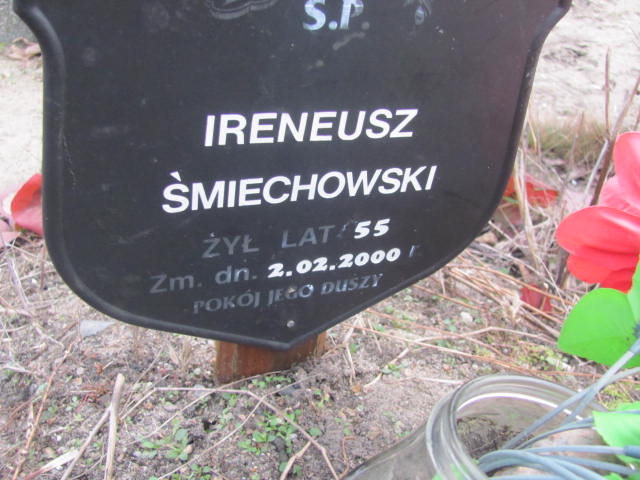 Ś.P
IRENEUSZ
ŚMIECHOWSKI
ŻYŁ LAT 55
Zm. dn. 2.02.2000 r.
POKÓJ JEGO DUSZY